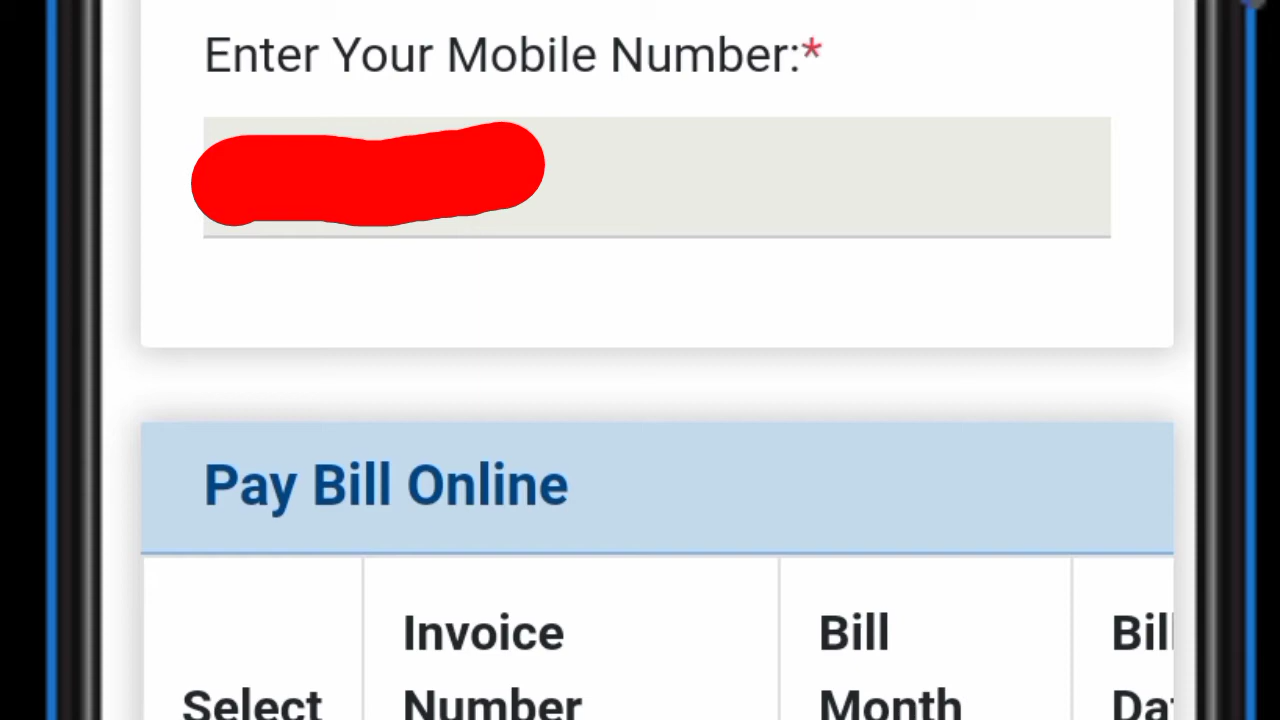 Enter Your Mobile Number:*
Pay Bill Online
Select
Invoice Number
Bill Month